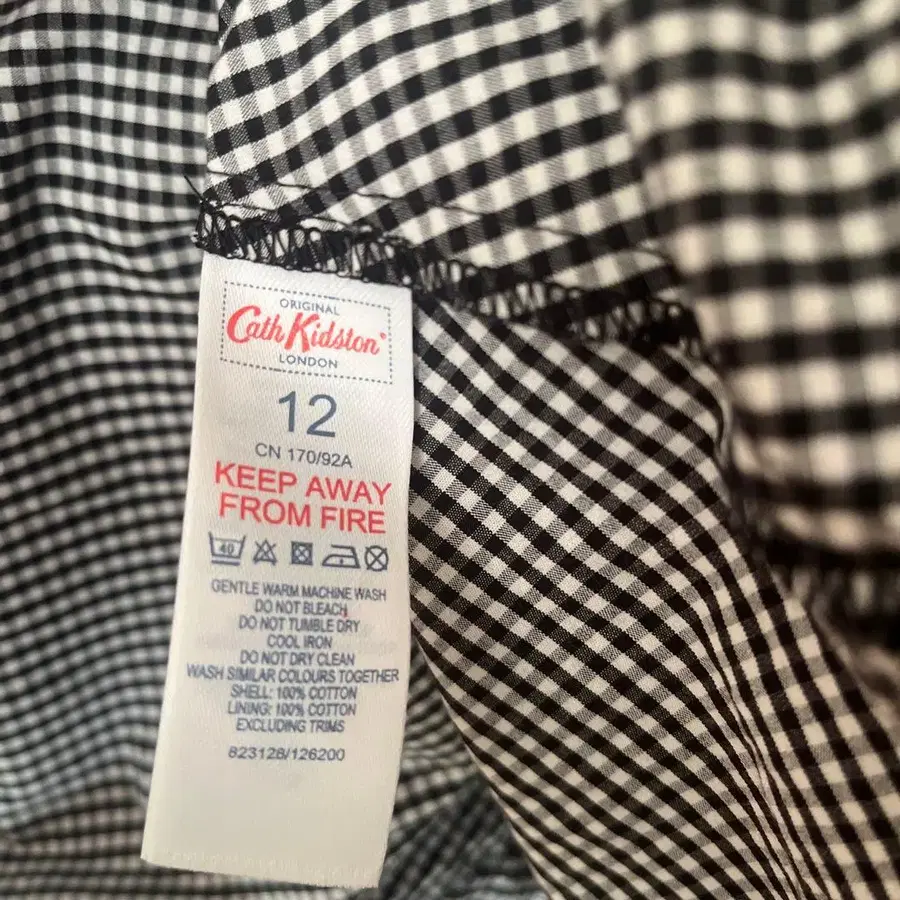 ORIGINAL
Cath Kidston
LONDON
12
CN 170/92A
KEEP AWAY
FROM FIRE
40
GENTLE WARM MACHINE WASH
DO NOT BLEACH
DO NOT TUMBLE DRY
COOL IRON
DO NOT DRY CLEAN
WASH SIMILAR COLOURS TOGETHER
SHELL: 100% COTTON
LINING: 100% COTTON
EXCLUDING TRIMS
823128/126200